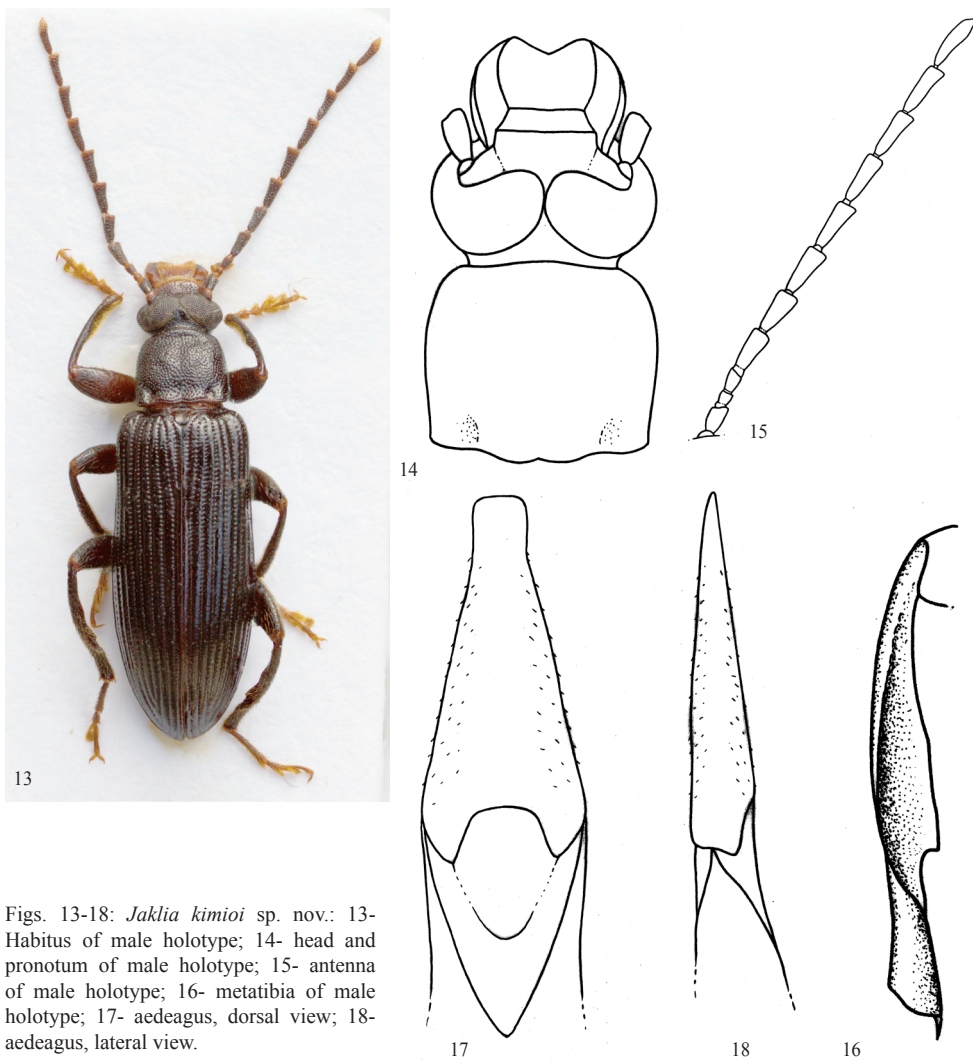 14
15
13
Figs. 13-18: Jaklia kimioi sp. nov.: 13-
Habitus of male holotype; 14- head and
pronotum of male holotype; 15- antenna
of male holotype; 16- metatibia of male
holotype; 17- aedeagus, dorsal view; 18-
aedeagus, lateral view.
17
18
16